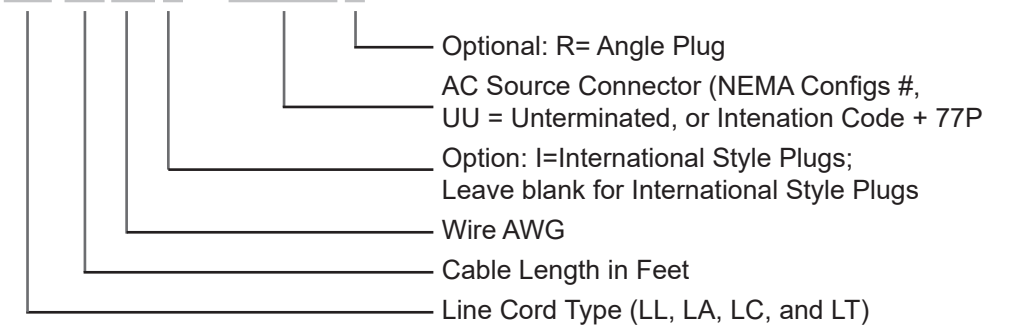 Optional: R= Angle Plug
AC Source Connector (NEMA Configs #,
UU = Unterminated, or Intenation Code + 77P
Option: I=International Style Plugs;
Leave blank for International Style Plugs
Wire AWG
Cable Length in Feet
Line Cord Type (LL, LA, LC, and LT)